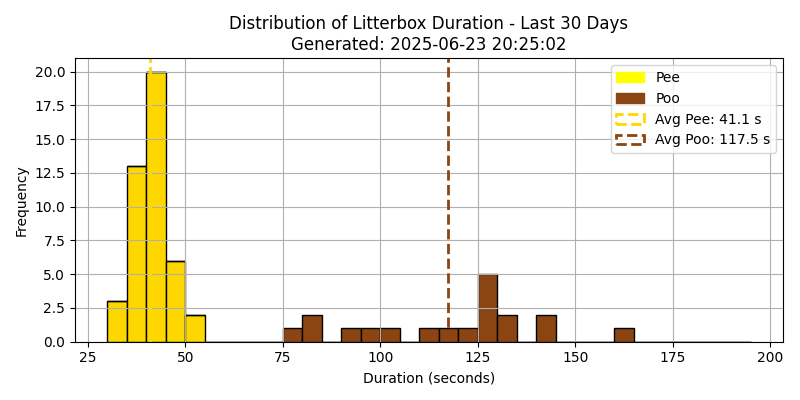 Distribution of Litterbox Duration - Last 30 Days
Generated: 2025-06-23 20:25:02
Frequency
20.0
17.5
15.0
12.5
10.0
7.5
5.0
2.5
0.0
Pee
Poo
Avg Pee: 41.1 s
Avg Poo: 117.5 s
25 50 75 100 125 150 175 200
Duration (seconds)